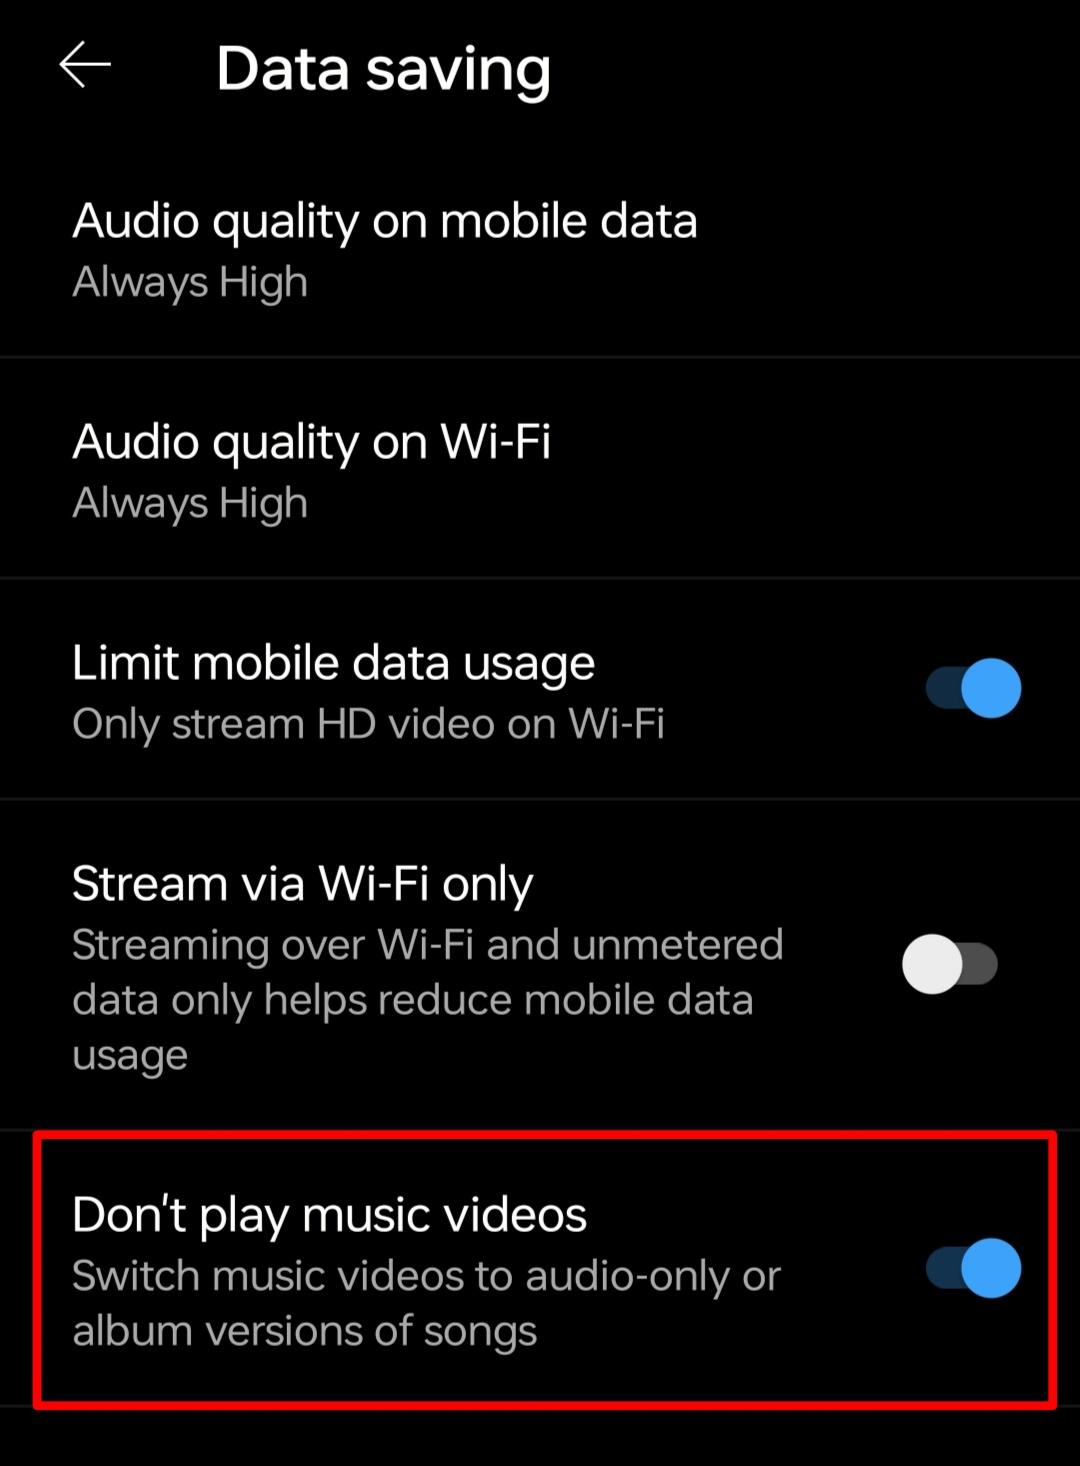 Data saving
Audio quality on mobile data
Always High
Audio quality on Wi-Fi
Always High
Limit mobile data usage
Only stream HD video on Wi-Fi
Stream via Wi-Fi only
Streaming over Wi-Fi and unmetered
data only helps reduce mobile data
usage
Don't play music videos
Switch music videos to audio-only or
album versions of songs